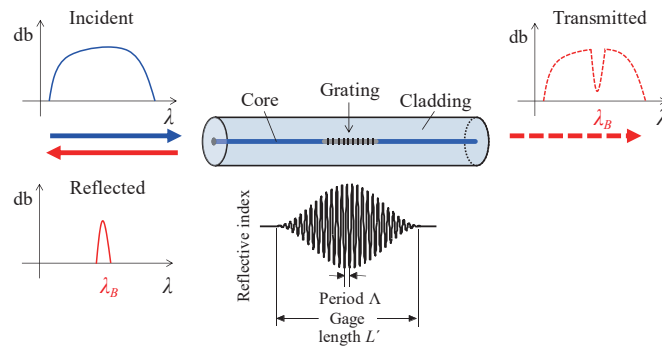 Incident
db
λ
Transmitted
db
λ
λB
Grating
Core
Cladding
Reflected
db
λ
λB
Reflective index
Period Λ
Gage
length L′